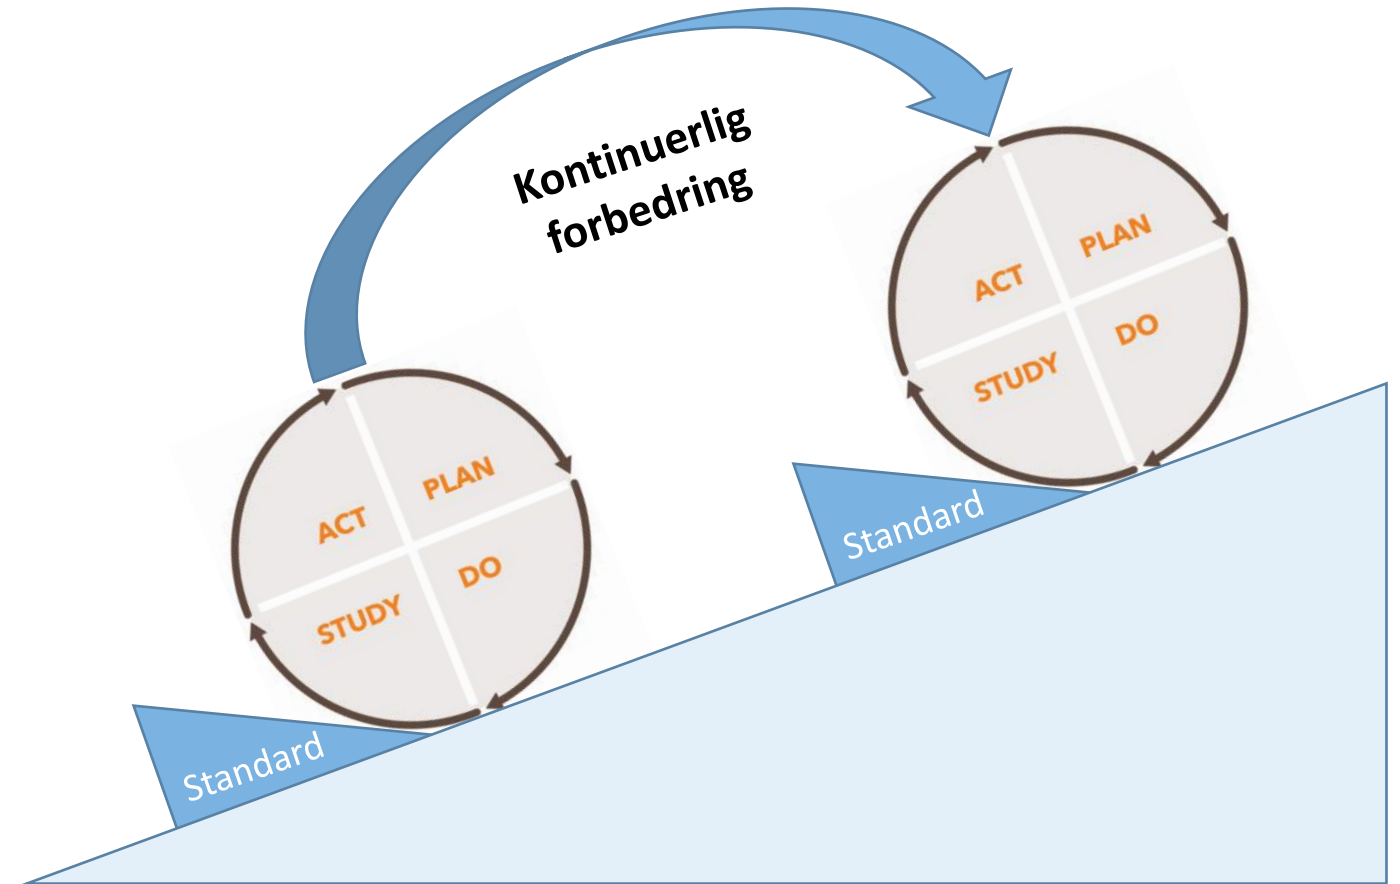 Kontinuerlig
forbedring
ACT
PLAN
STUDY
DO
Standard
ACT
PLAN
STUDY
DO
Standard